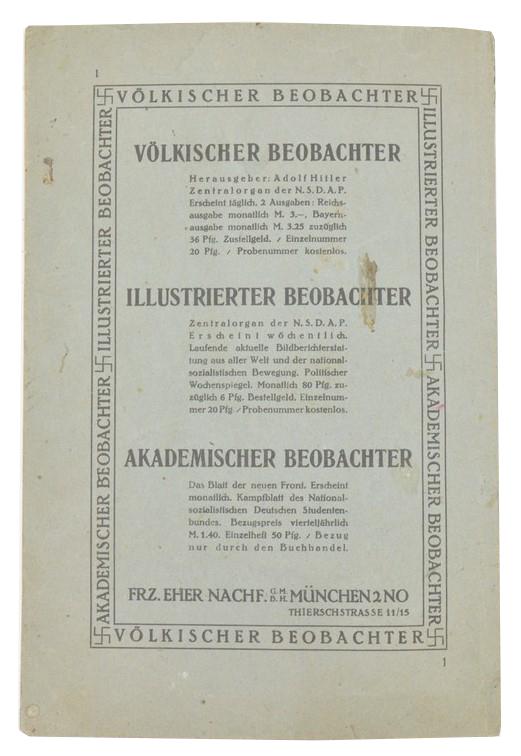 1
VÖLKISCHER BEOBACHTER
ILLUSTRIERTER BEOBACHTER
AKADEMISCHER BEOBACHTER
VÖLKISCHER BEOBACHTER
Herausgeber: Adolf Hitler
Zentralorgan der N.S.D.A.P.
Erscheint täglich. 2 Ausgaben: Reichs-
ausgabe monatlich M. 3.—, Bayern-
ausgabe monatlich M. 3.25 zuzüglich
36 Pfg. Zustellgeld. / Einzelnummer
20 Pfg. / Probenummer kostenlos.
ILLUSTRIERTER BEOBACHTER
Zentralorgan der N.S.D.A.P.
Erscheint wöchentlich.
Laufende aktuelle Bildberichterstat-
tung aus aller Welt und der national-
sozialistischen Bewegung. Politischer
Wochenspiegel. Monatlich 80 Pfg. zu-
züglich 6 Pfg. Bestellgeld. Einzelnum-
mer 20 Pfg. / Probenummer kostenlos.
AKADEMISCHER BEOBACHTER
Das Blatt der neuen Front. Erscheint
monatlich. Kampfblatt des National-
sozialistischen Deutschen Studenten-
bundes. Bezugspreis vierteljährlich
M. 1.40. Einzelheft 50 Pfg. / Bezug
nur durch den Buchhandel.
FRZ. EHER NACHF. G.M.B.H. MÜNCHEN 2 NO
THIERSCHSTRASSE 11/15
ILLUSTRIERTER BEOBACHTER
AKADEMISCHER BEOBACHTER
VÖLKISCHER BEOBACHTER
1